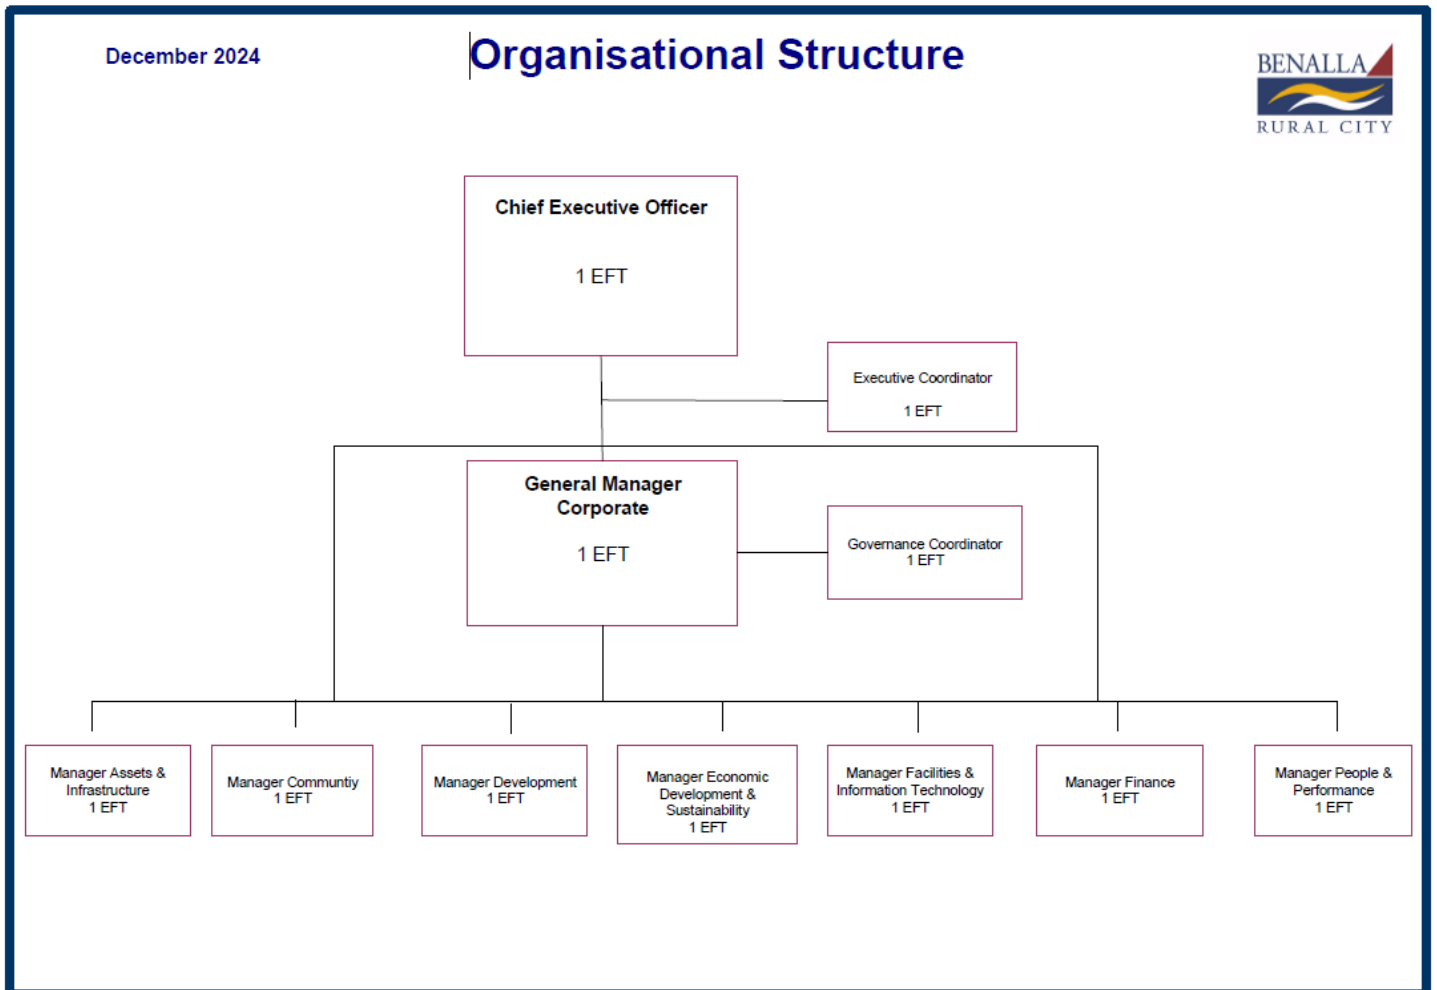 December 2024
Organisational Structure
BENALLA
RURAL CITY
Chief Executive Officer
1 EFT
Executive Coordinator
1 EFT
General Manager
Corporate
1 EFT
Governance Coordinator
1 EFT
Manager Assets &
Infrastructure
1 EFT
Manager Communtiy
1 EFT
Manager Development
1 EFT
Manager Economic
Development &
Sustainability
1 EFT
Manager Facilities &
Information Technology
1 EFT
Manager Finance
1 EFT
Manager People &
Performance
1 EFT